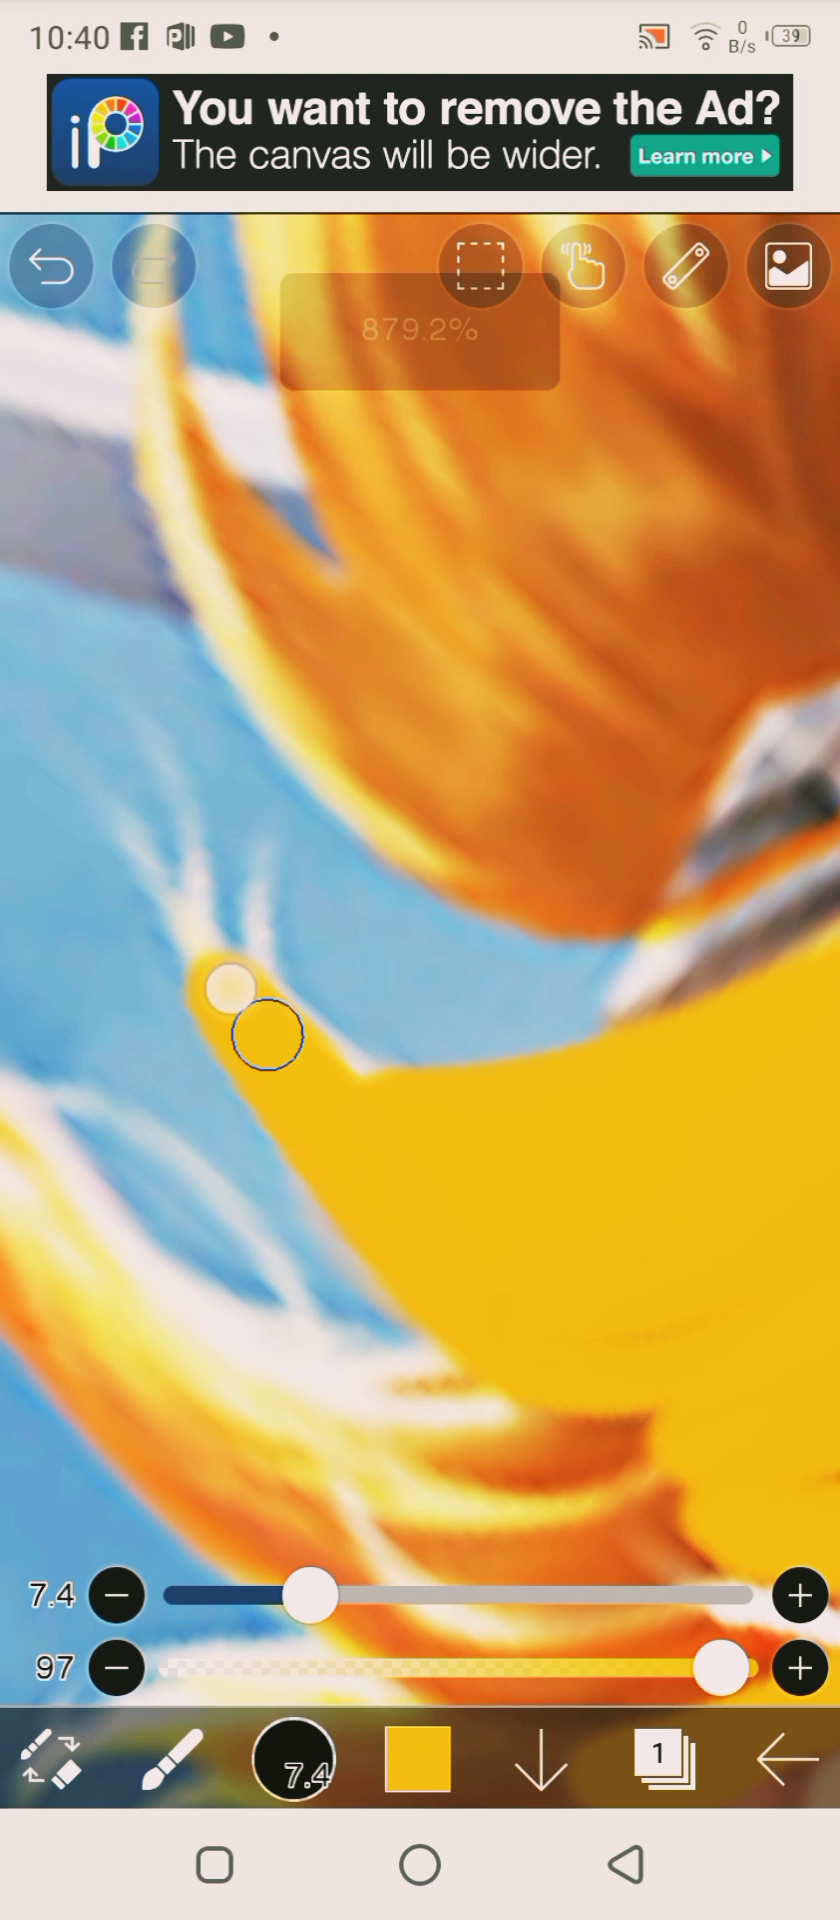 10:40
0
B/s
39
iP
You want to remove the Ad?
The canvas will be wider.
Learn more
879.2%
7.4
97
7.4
1